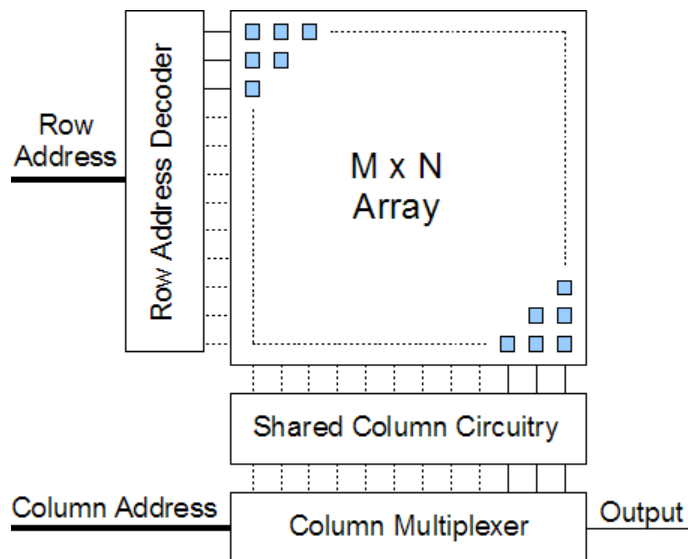 Row
Address
Row Address Decoder
M x N
Array
Shared Column Circuitry
Column Address
Column Multiplexer
Output